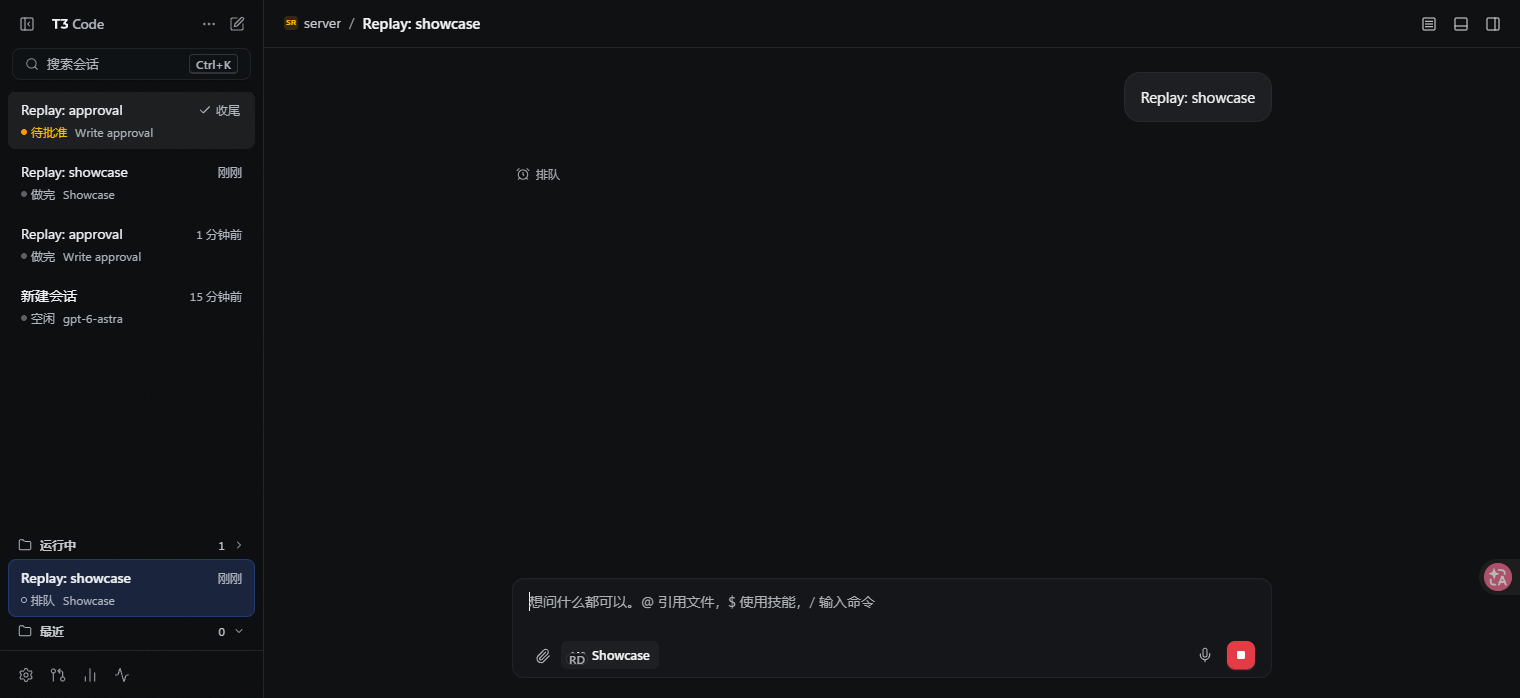 T3 Code
搜索会话 Ctrl+K
Replay: approval 收尾
待批准 Write approval
Replay: showcase 刚刚
做完 Showcase
Replay: approval 1 分钟前
做完 Write approval
新建会话 15 分钟前
空闲 gpt-6-astra
运行中 1
Replay: showcase 刚刚
排队 Showcase
最近 0
SR server / Replay: showcase
Replay: showcase
排队
想问什么都可以。@ 引用文件，$ 使用技能，/ 输入命令
RD Showcase